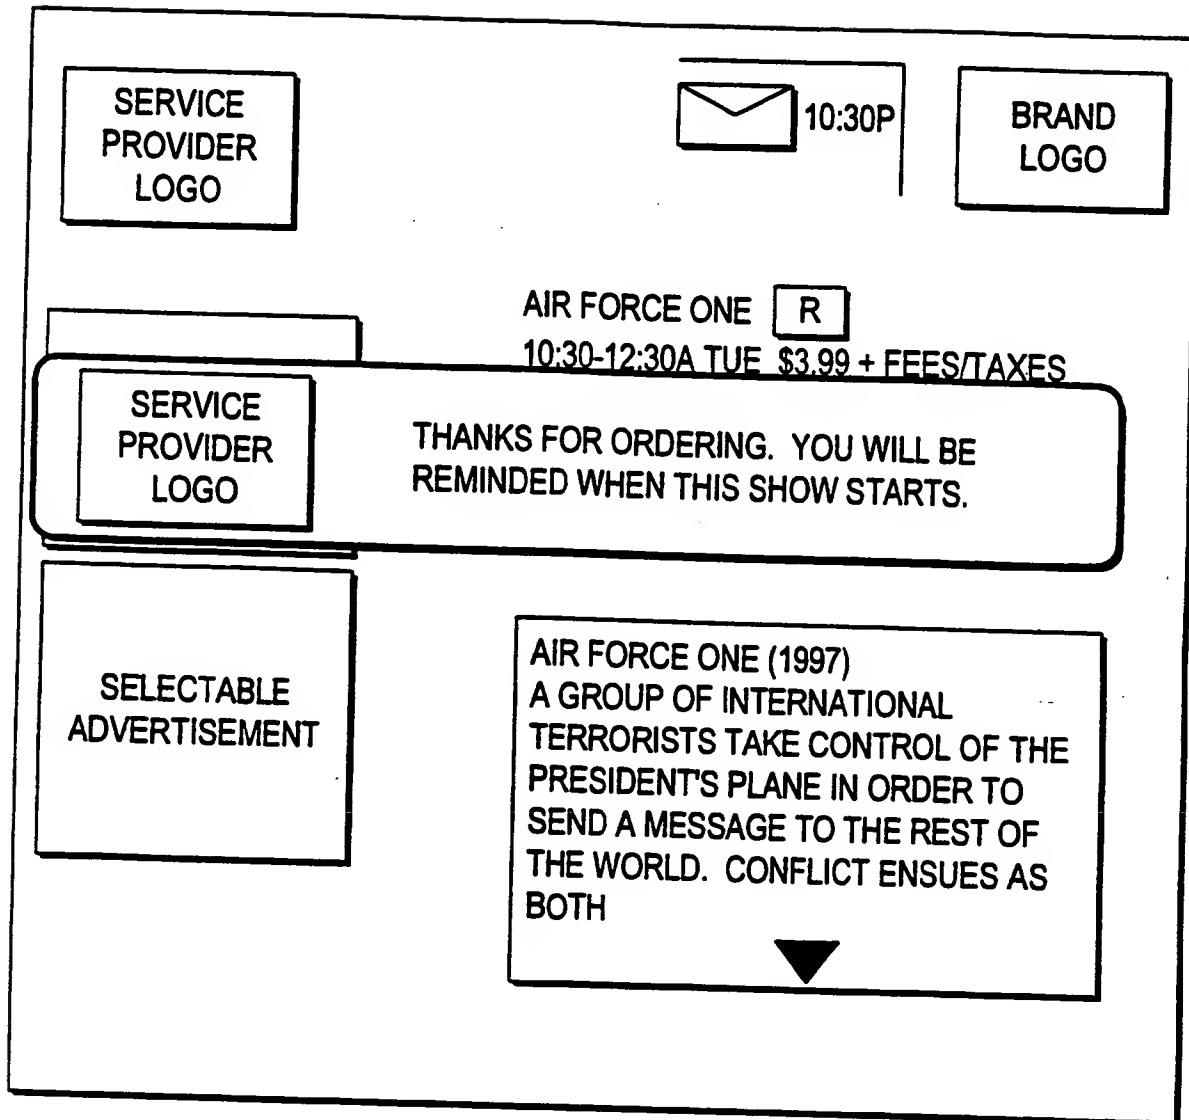 SERVICE
PROVIDER
LOGO
10:30P
BRAND
LOGO
AIR FORCE ONE R
10:30-12:30A TUE $3.99 + FEES/TAXES
SERVICE
PROVIDER
LOGO
THANKS FOR ORDERING. YOU WILL BE
REMINDED WHEN THIS SHOW STARTS.
SELECTABLE
ADVERTISEMENT
AIR FORCE ONE (1997)
A GROUP OF INTERNATIONAL
TERRORISTS TAKE CONTROL OF THE
PRESIDENT'S PLANE IN ORDER TO
SEND A MESSAGE TO THE REST OF
THE WORLD. CONFLICT ENSUES AS
BOTH